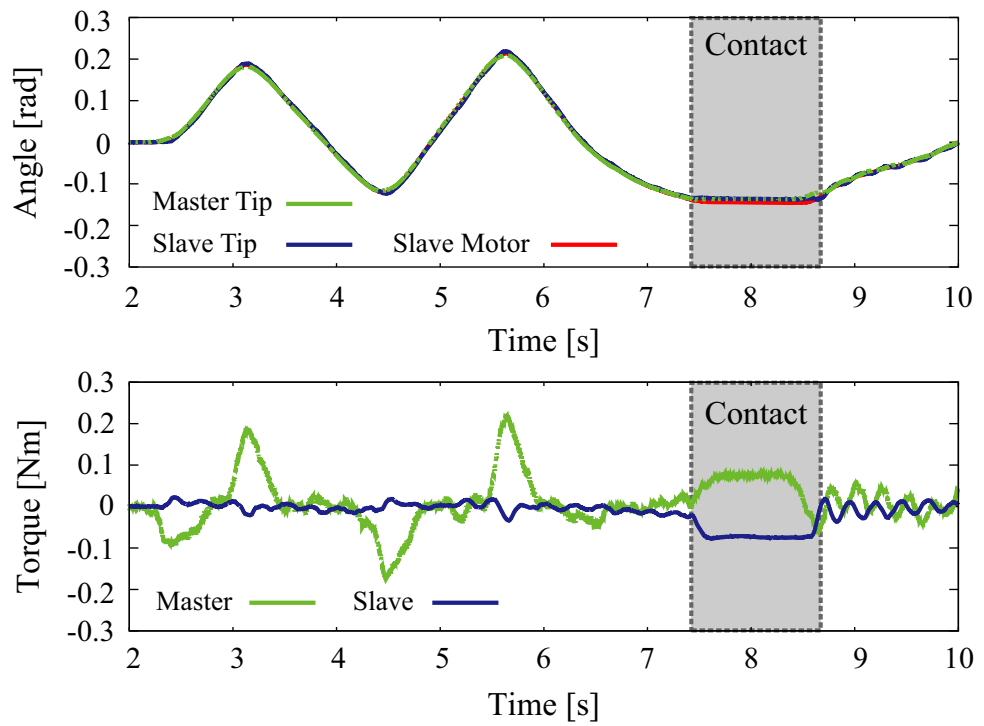 0.3
0.2
0.1
0
-0.1
-0.2
-0.3
Angle [rad]
Contact
Master Tip
Slave Tip Slave Motor
2 3 4 5 6 7 8 9 10
Time [s]
0.3
0.2
0.1
0
-0.1
-0.2
-0.3
Torque [Nm]
Contact
Master Slave
2 3 4 5 6 7 8 9 10
Time [s]